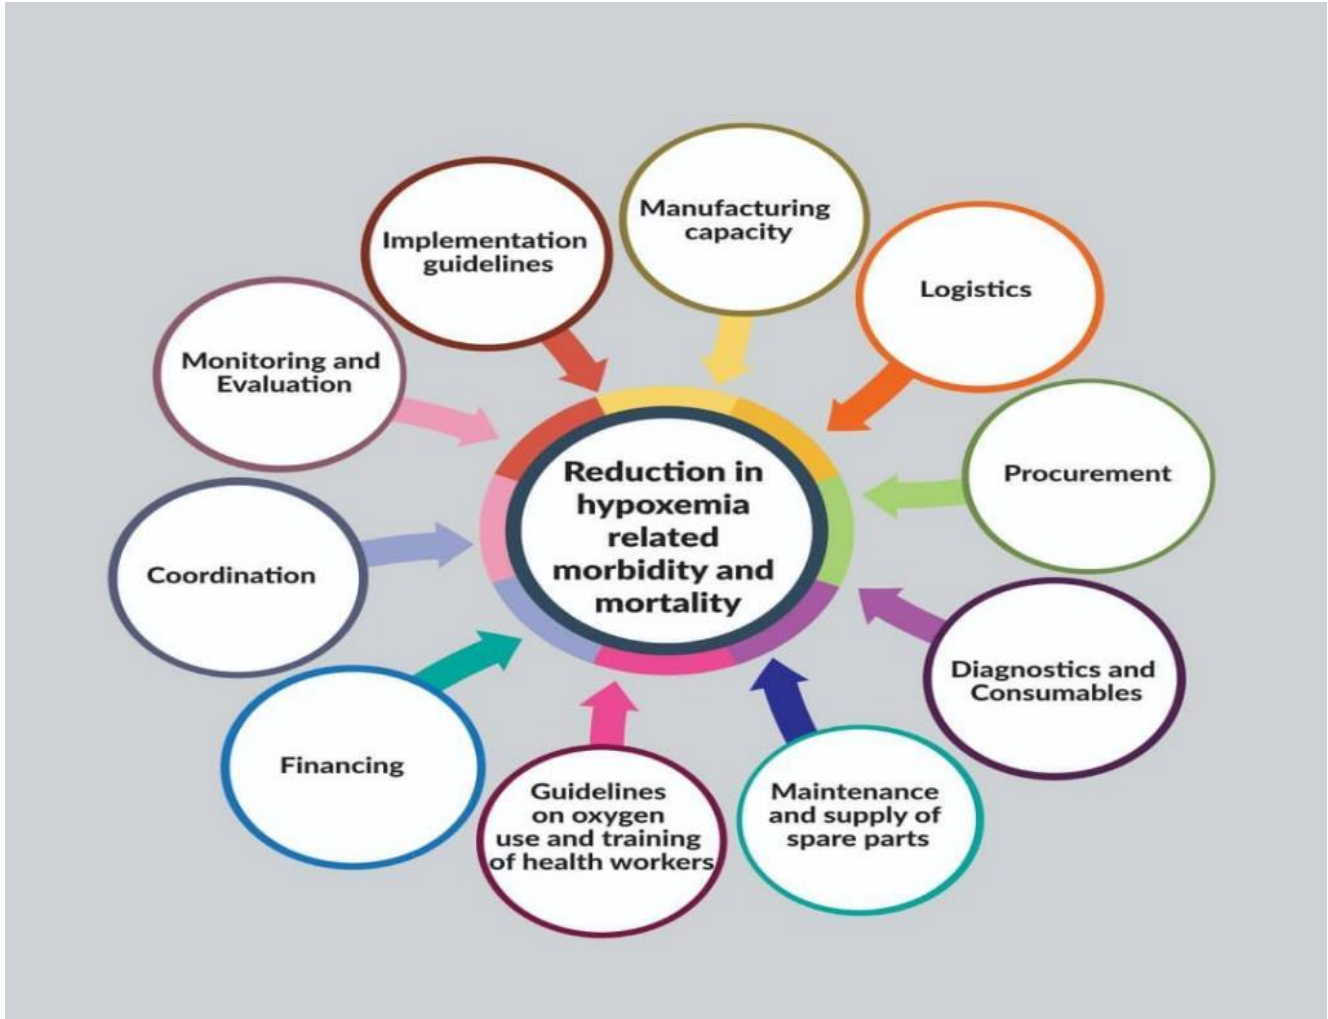 Manufacturing
capacity
Implementation
guidelines
Logistics
Monitoring and
Evaluation
Procurement
Reduction in
hypoxemia
related
morbidity and
mortality
Coordination
Diagnostics and
Consumables
Financing
Guidelines
on oxygen
use and training
of health workers
Maintenance
and supply of
spare parts